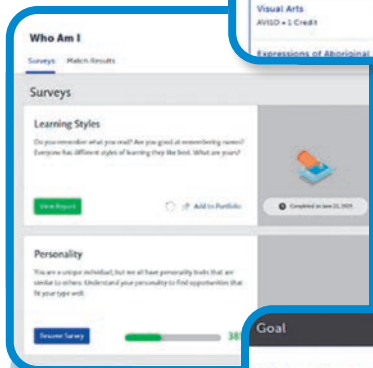 Visual Arts
AVI1O • 1 Credit
Expressions of Aboriginal
Who Am I
Surveys Match Results
Surveys
Learning Styles
Do you remember what you read? Are you good at remembering names?
Everyone has different styles of learning they like best. What are yours?
View Report
Add to Portfolio
Completed on June 21,
Personality
You are a unique individual, but we all have personality traits that are
similar to others. Understand your personality to find opportunities that
fit your type well.
Resume Survey
38
Goal